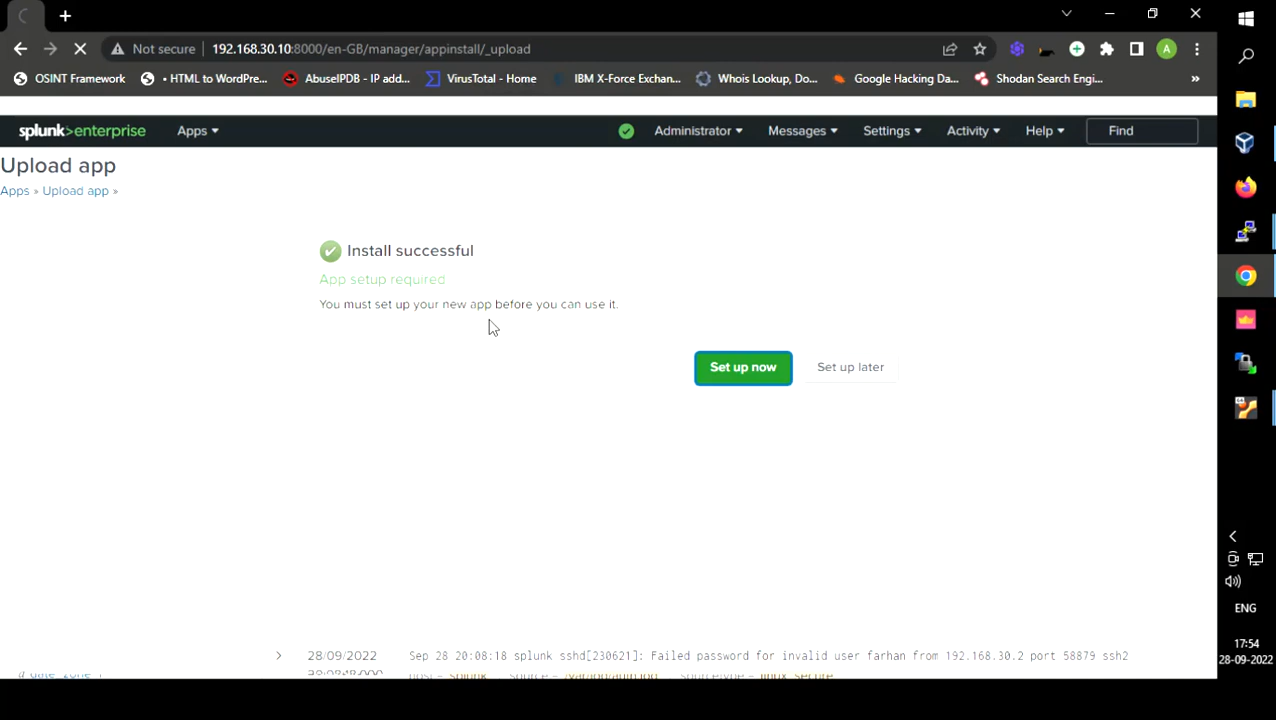 Not secure
192.168.30.10:8000/en-GB/manager/appinstall/_upload
A
OSINT Framework
• HTML to WordPre...
AbuseIPDB - IP add...
VirusTotal - Home
IBM X-Force Exchan...
Whois Lookup, Do...
Google Hacking Da...
Shodan Search Engi...
»
splunk>enterprise
Apps
Administrator
Messages
Settings
Activity
Help
Find
Upload app
Apps » Upload app »
Install successful
App setup required
You must set up your new app before you can use it.
Set up now
Set up later
28/09/2022
Sep 28 20:08:18 splunk sshd[230621]: Failed password for invalid user farhan from 192.168.30.2 port 58879 ssh2
host = splunk
source =
sourcetype = linux_secure
ENG
17:54
28-09-2022